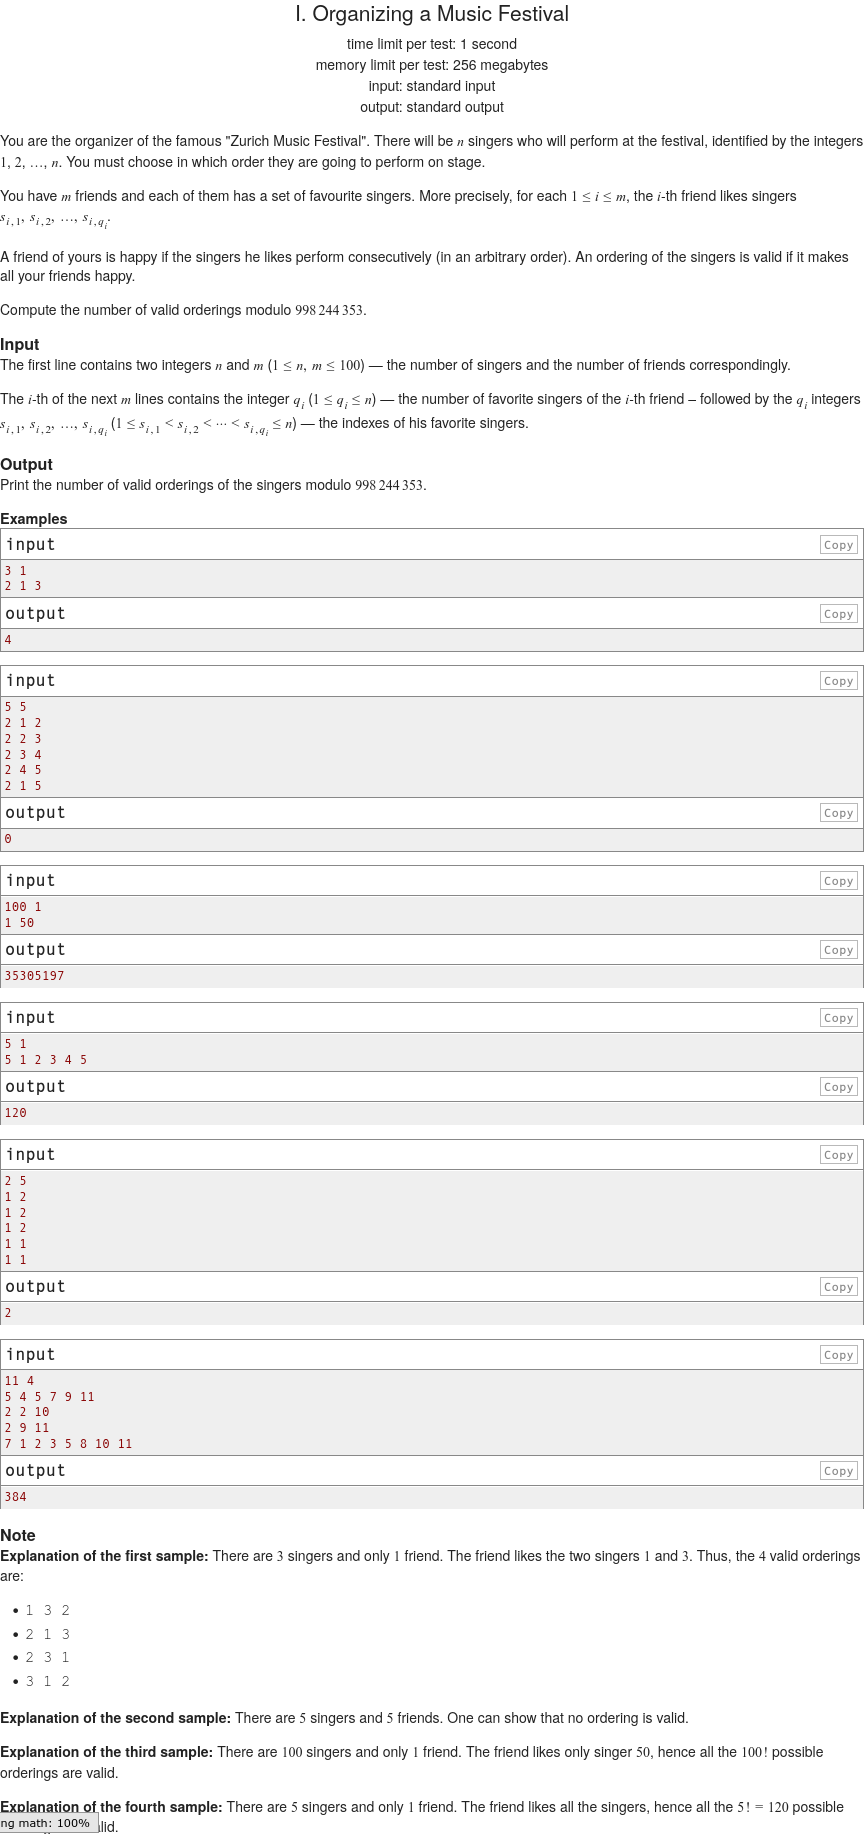 I. Organizing a Music Festival
time limit per test: 1 second
memory limit per test: 256 megabytes
input: standard input
output: standard output
You are the organizer of the famous "Zurich Music Festival". There will be n singers who will perform at the festival, identified by the integers
1, 2, …, n. You must choose in which order they are going to perform on stage.
You have m friends and each of them has a set of favourite singers. More precisely, for each 1 ≤ i ≤ m, the i-th friend likes singers
s_{i,1}, s_{i,2}, …, s_{i,q_i}.
A friend of yours is happy if the singers he likes perform consecutively (in an arbitrary order). An ordering of the singers is valid if it makes
all your friends happy.
Compute the number of valid orderings modulo 998 244 353.
Input
The first line contains two integers n and m (1 ≤ n, m ≤ 100) — the number of singers and the number of friends correspondingly.
The i-th of the next m lines contains the integer q_i (1 ≤ q_i ≤ n) — the number of favorite singers of the i-th friend – followed by the q_i integers
s_{i,1}, s_{i,2}, …, s_{i,q_i} (1 ≤ s_{i,1} < s_{i,2} < ⋯ < s_{i,q_i} ≤ n) — the indexes of his favorite singers.
Output
Print the number of valid orderings of the singers modulo 998 244 353.
Examples
input Copy
3 1
2 1 3
output Copy
4
input Copy
5 5
2 1 2
2 2 3
2 3 4
2 4 5
2 1 5
output Copy
0
input Copy
100 1
1 50
output Copy
35305197
input Copy
5 1
5 1 2 3 4 5
output Copy
120
input Copy
2 5
1 2
1 2
1 2
1 1
1 1
output Copy
2
input Copy
11 4
5 4 5 7 9 11
2 2 10
2 9 11
7 1 2 3 5 8 10 11
output Copy
384
Note
Explanation of the first sample: There are 3 singers and only 1 friend. The friend likes the two singers 1 and 3. Thus, the 4 valid orderings
are:
• 1 3 2
• 2 1 3
• 2 3 1
• 3 1 2
Explanation of the second sample: There are 5 singers and 5 friends. One can show that no ordering is valid.
Explanation of the third sample: There are 100 singers and only 1 friend. The friend likes only singer 50, hence all the 100! possible
orderings are valid.
Explanation of the fourth sample: There are 5 singers and only 1 friend. The friend likes all the singers, hence all the 5! = 120 possible
ng math: 100% alid.